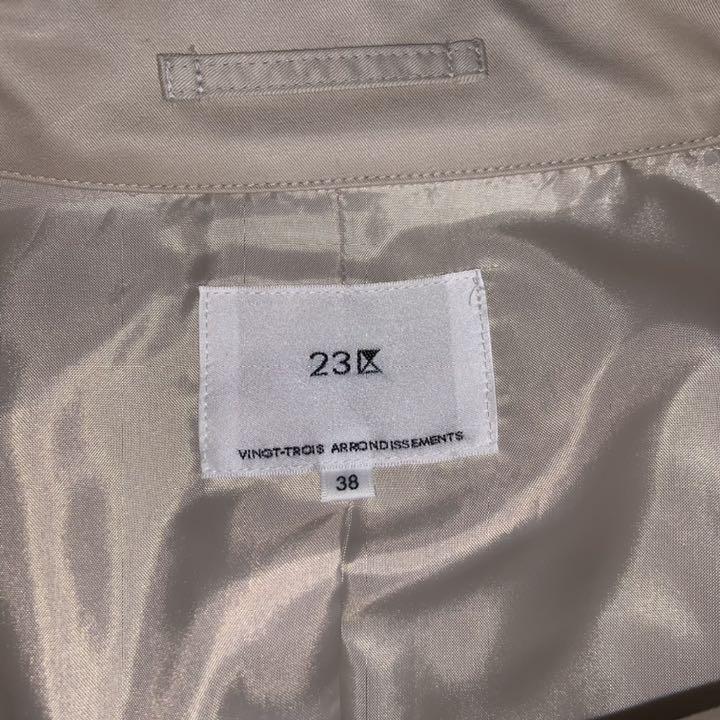 23区
VINGT-TROIS ARRONDISSEMENTS
38